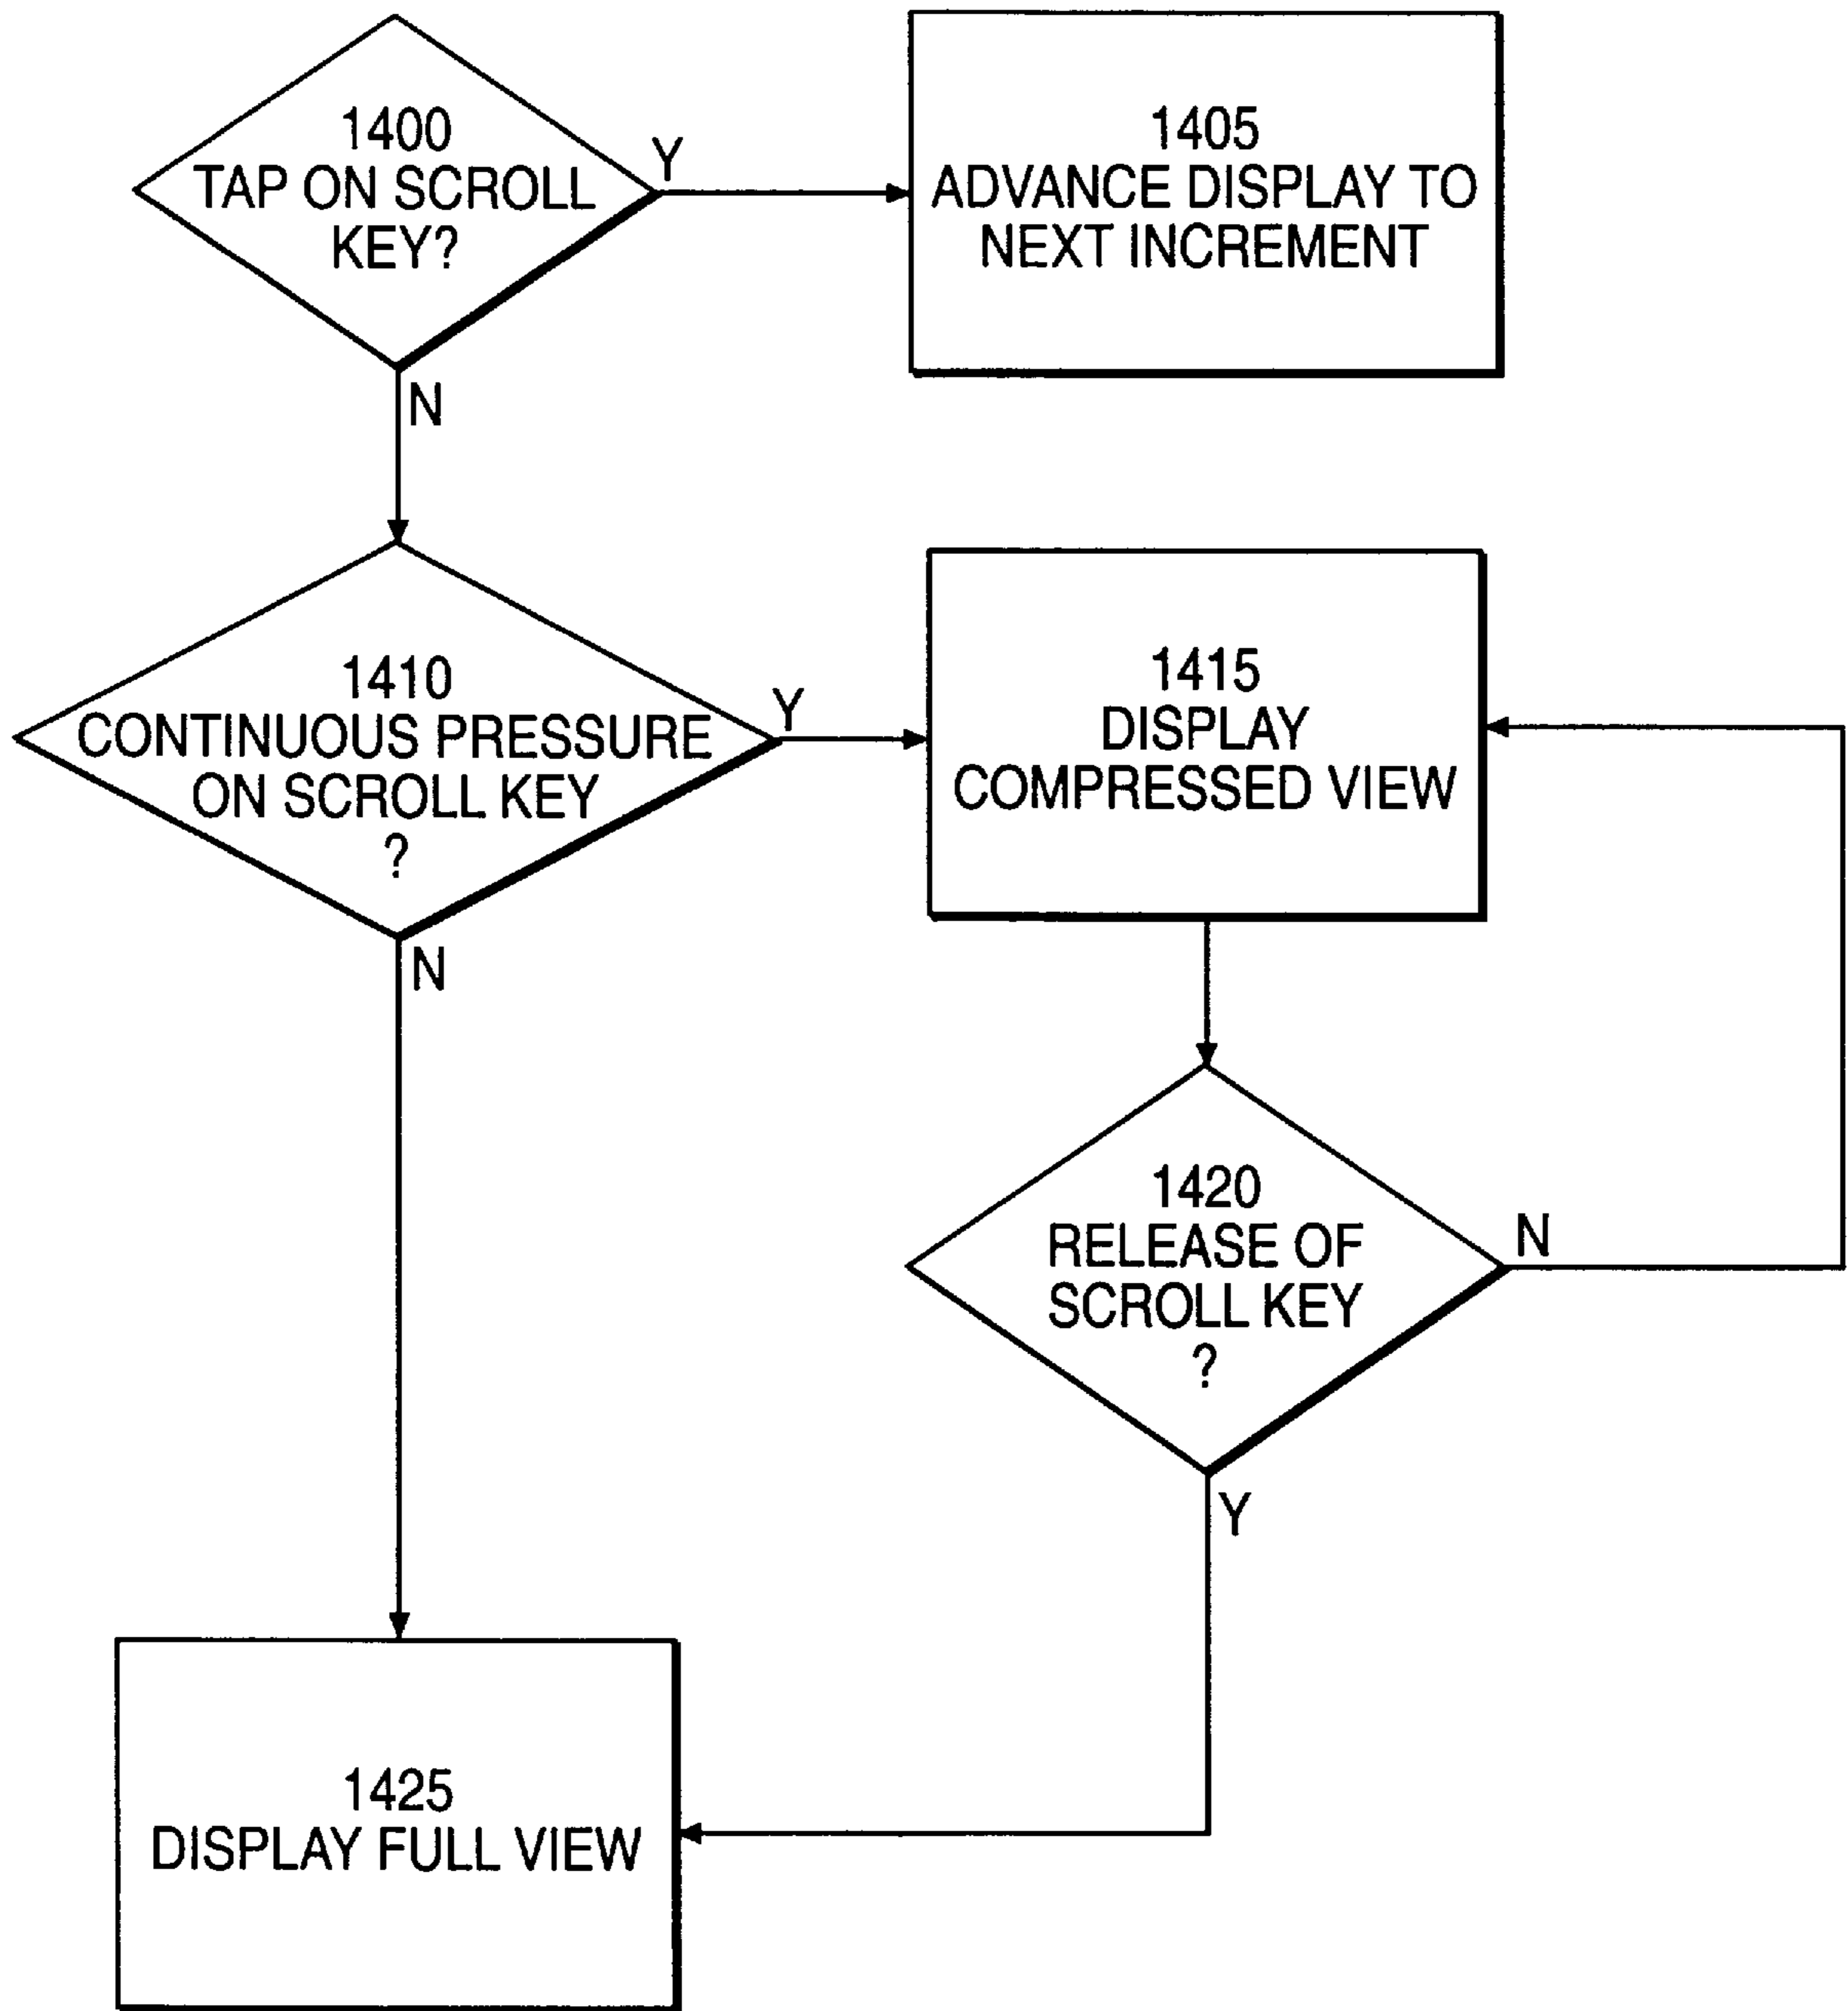 1400
TAP ON SCROLL
KEY?
Y
N
1405
ADVANCE DISPLAY TO
NEXT INCREMENT
1410
CONTINUOUS PRESSURE
ON SCROLL KEY
?
Y
N
1415
DISPLAY
COMPRESSED VIEW
1420
RELEASE OF
SCROLL KEY
?
N
Y
1425
DISPLAY FULL VIEW